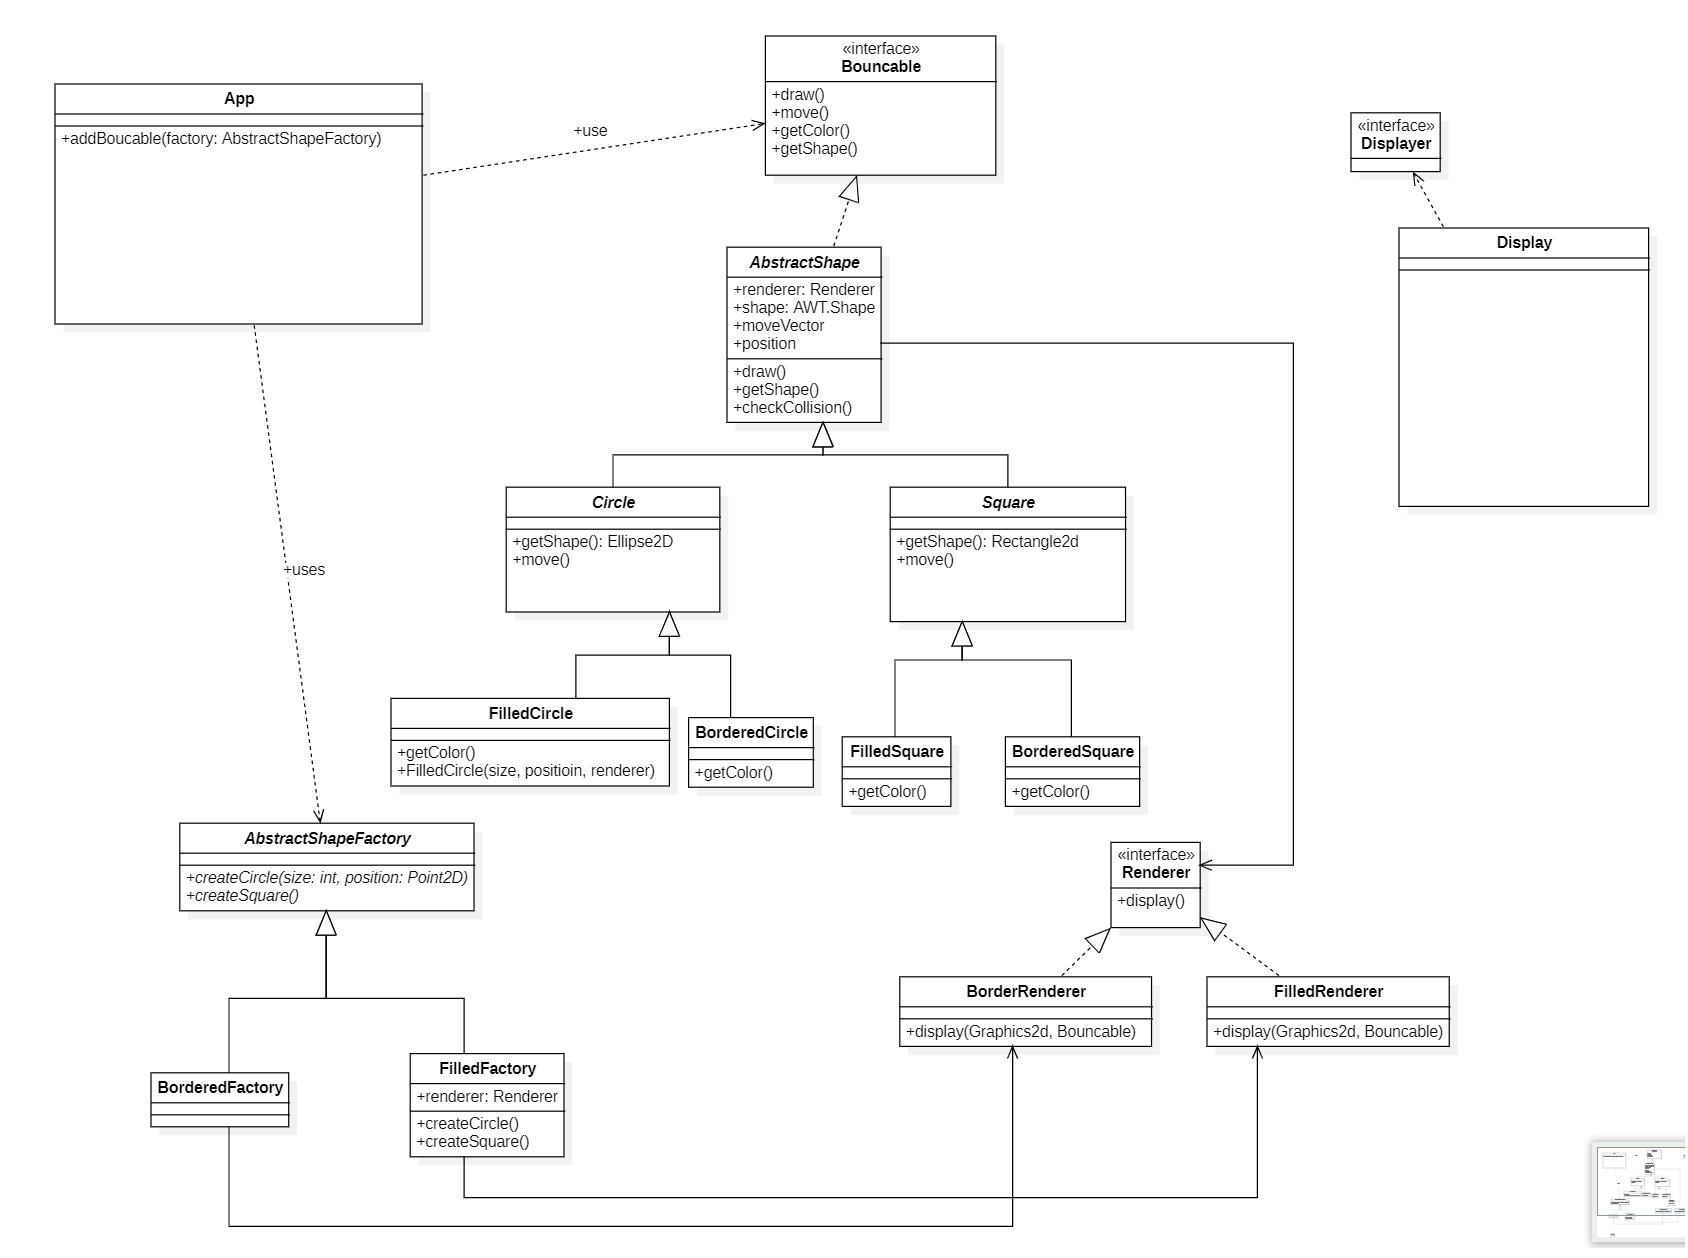 «interface»
Bouncable
+draw()
+move()
+getColor()
+getShape()
App
+addBoucable(factory: AbstractShapeFactory)
+use
«interface»
Displayer
Display
AbstractShape
+renderer: Renderer
+shape: AWT.Shape
+moveVector
+position
+draw()
+getShape()
+checkCollision()
Circle
+getShape(): Ellipse2D
+move()
Square
+getShape(): Rectangle2d
+move()
+uses
FilledCircle
+getColor()
+FilledCircle(size, positioin, renderer)
BorderedCircle
+getColor()
FilledSquare
+getColor()
BorderedSquare
+getColor()
AbstractShapeFactory
+createCircle(size: int, position: Point2D)
+createSquare()
«interface»
Renderer
+display()
BorderRenderer
+display(Graphics2d, Bouncable)
FilledRenderer
+display(Graphics2d, Bouncable)
BorderedFactory
FilledFactory
+renderer: Renderer
+createCircle()
+createSquare()